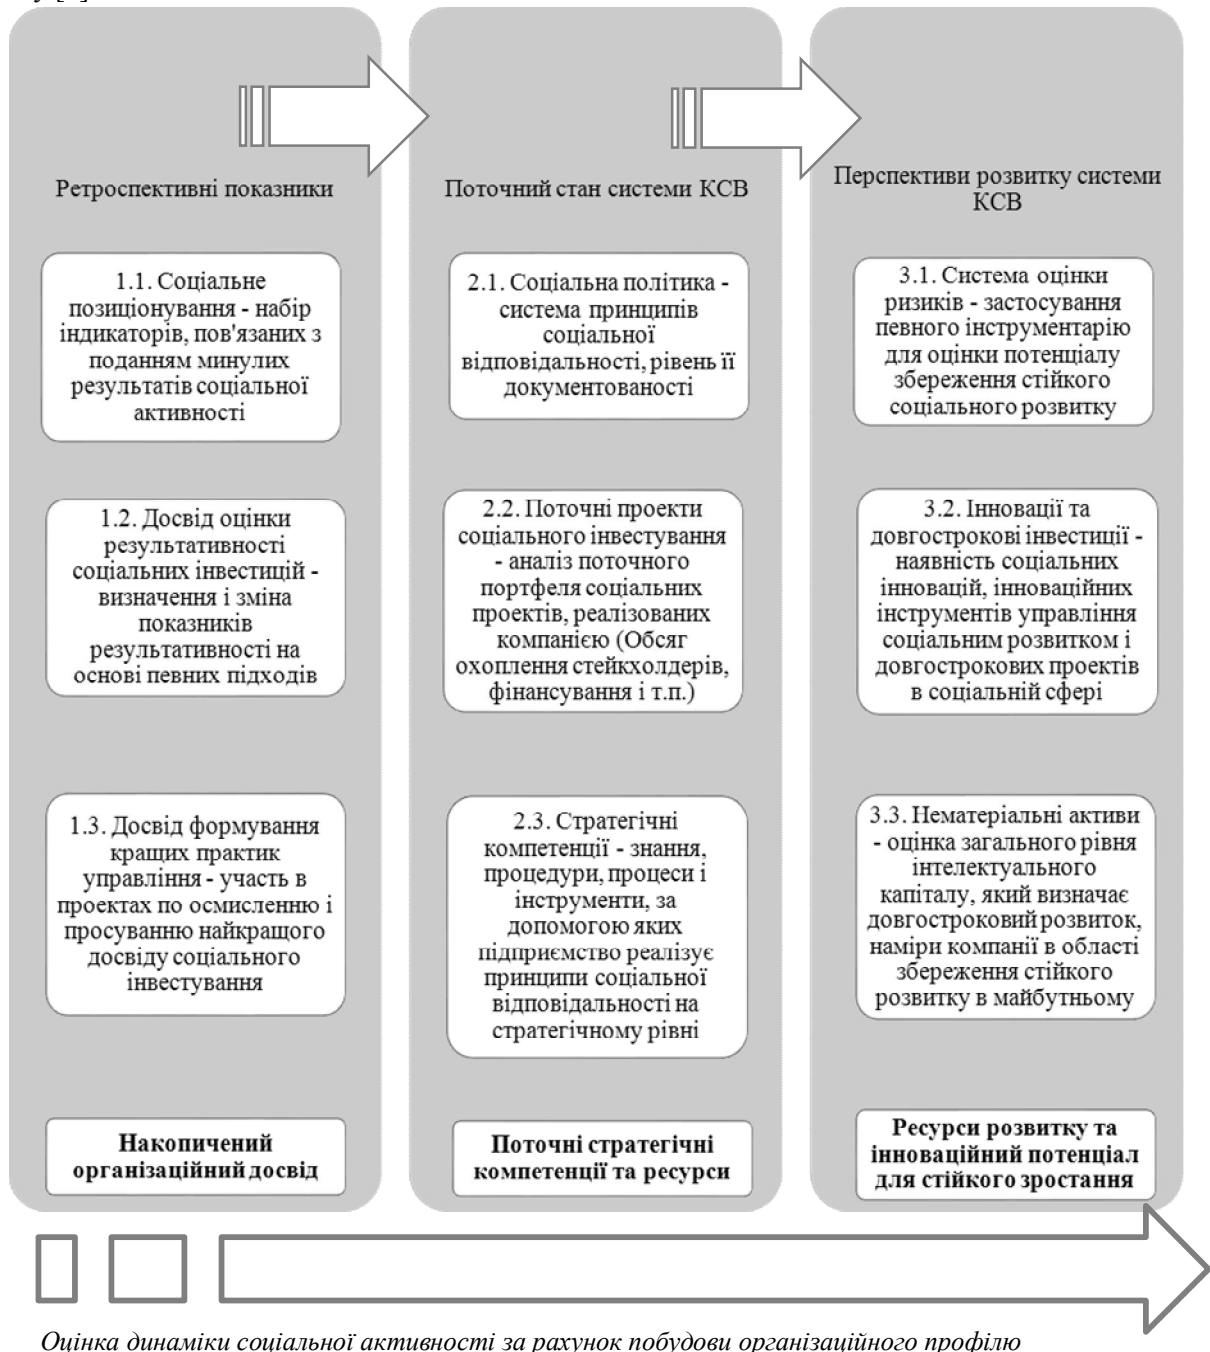 Ретроспективні показники
1.1. Соціальне
позиціонування - набір
індикаторів, пов'язаних з
поданням минулих
результатів соціальної
активності
1.2. Досвід оцінки
результативності
соціальних інвестицій -
визначення і зміна
показників
результативності на
основі певних підходів
1.3. Досвід формування
кращих практик
управління - участь в
проектах по осмисленню і
просуванню найкращого
досвіду соціального
інвестування
Накопичений
організаційний досвід
Поточний стан системи КСВ
2.1. Соціальна політика -
система принципів
соціальної
відповідальності, рівень її
документованості
2.2. Поточні проекти
соціального інвестування
- аналіз поточного
портфеля соціальних
проектів, реалізованих
компанією (Обсяг
охоплення стейкхолдерів,
фінансування і т.п.)
2.3. Стратегічні
компетенції - знання,
процедури, процеси і
інструменти, за
допомогою яких
підприємство реалізує
принципи соціальної
відповідальності на
стратегічному рівні
Поточні стратегічні
компетенції та ресурси
Перспективи розвитку системи
КСВ
3.1. Система оцінки
ризиків - застосування
певного інструментарію
для оцінки потенціалу
збереження стійкого
соціального розвитку
3.2. Інновації та
довгострокові інвестиції -
наявність соціальних
інновацій, інноваційних
інструментів управління
соціальним розвитком і
довгострокових проектів
в соціальній сфері
3.3. Нематеріальні активи
- оцінка загального рівня
інтелектуального
капіталу, який визначає
довгостроковий розвиток,
наміри компанії в області
збереження стійкого
розвитку в майбутньому
Ресурси розвитку та
інноваційний потенціал
для стійкого зростання
Оцінка динаміки соціальної активності за рахунок побудови організаційного профілю